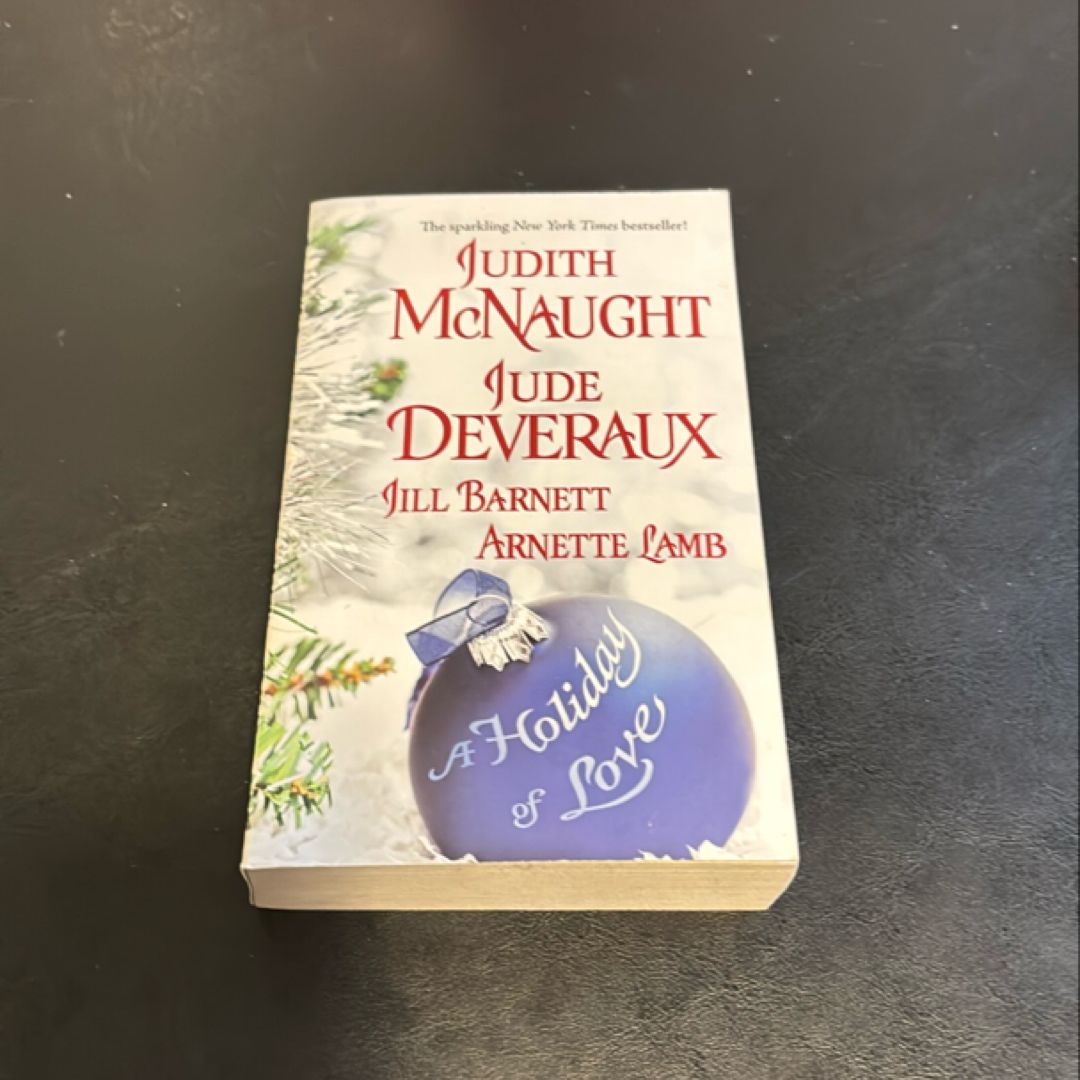 The sparkling New York Times bestseller!
JUDITH
MCNAUGHT
JUDE
DEVERAUX
JILL BARNETT
ARNETTE LAMB
A Holiday
of Love